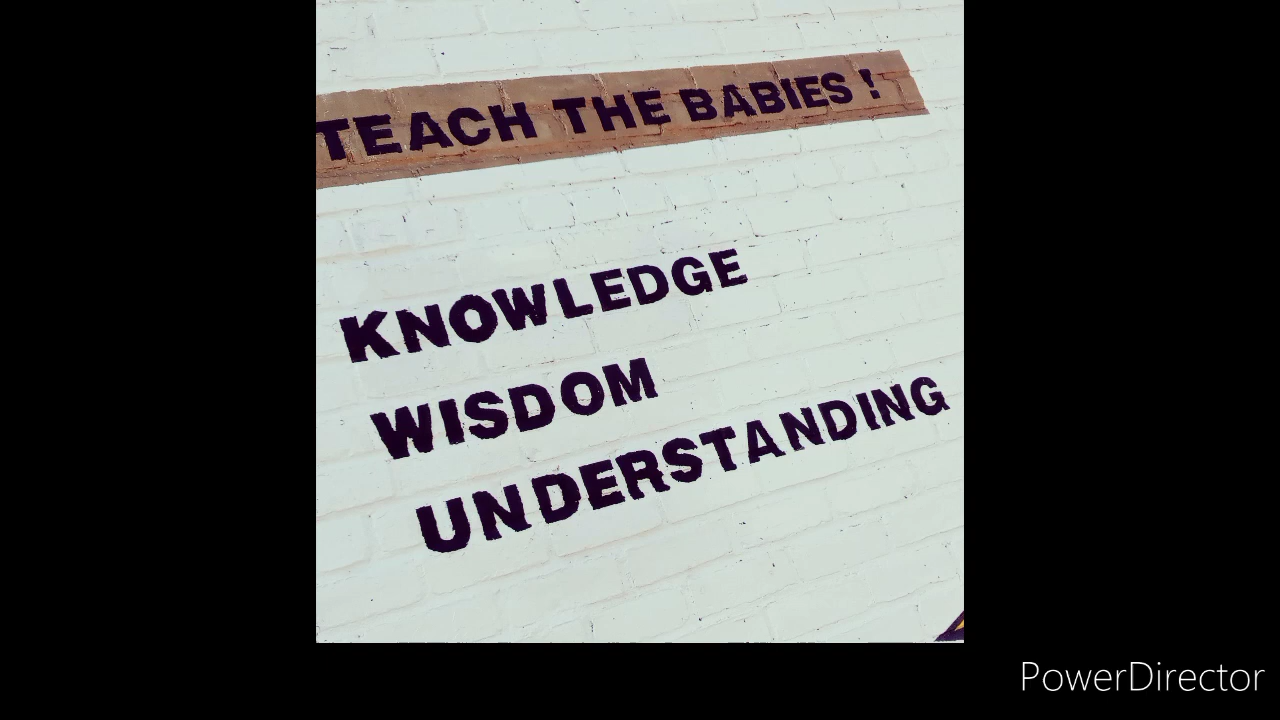 TEACH THE BABIES !
KNOWLEDGE
WISDOM
UNDERSTANDING
PowerDirector